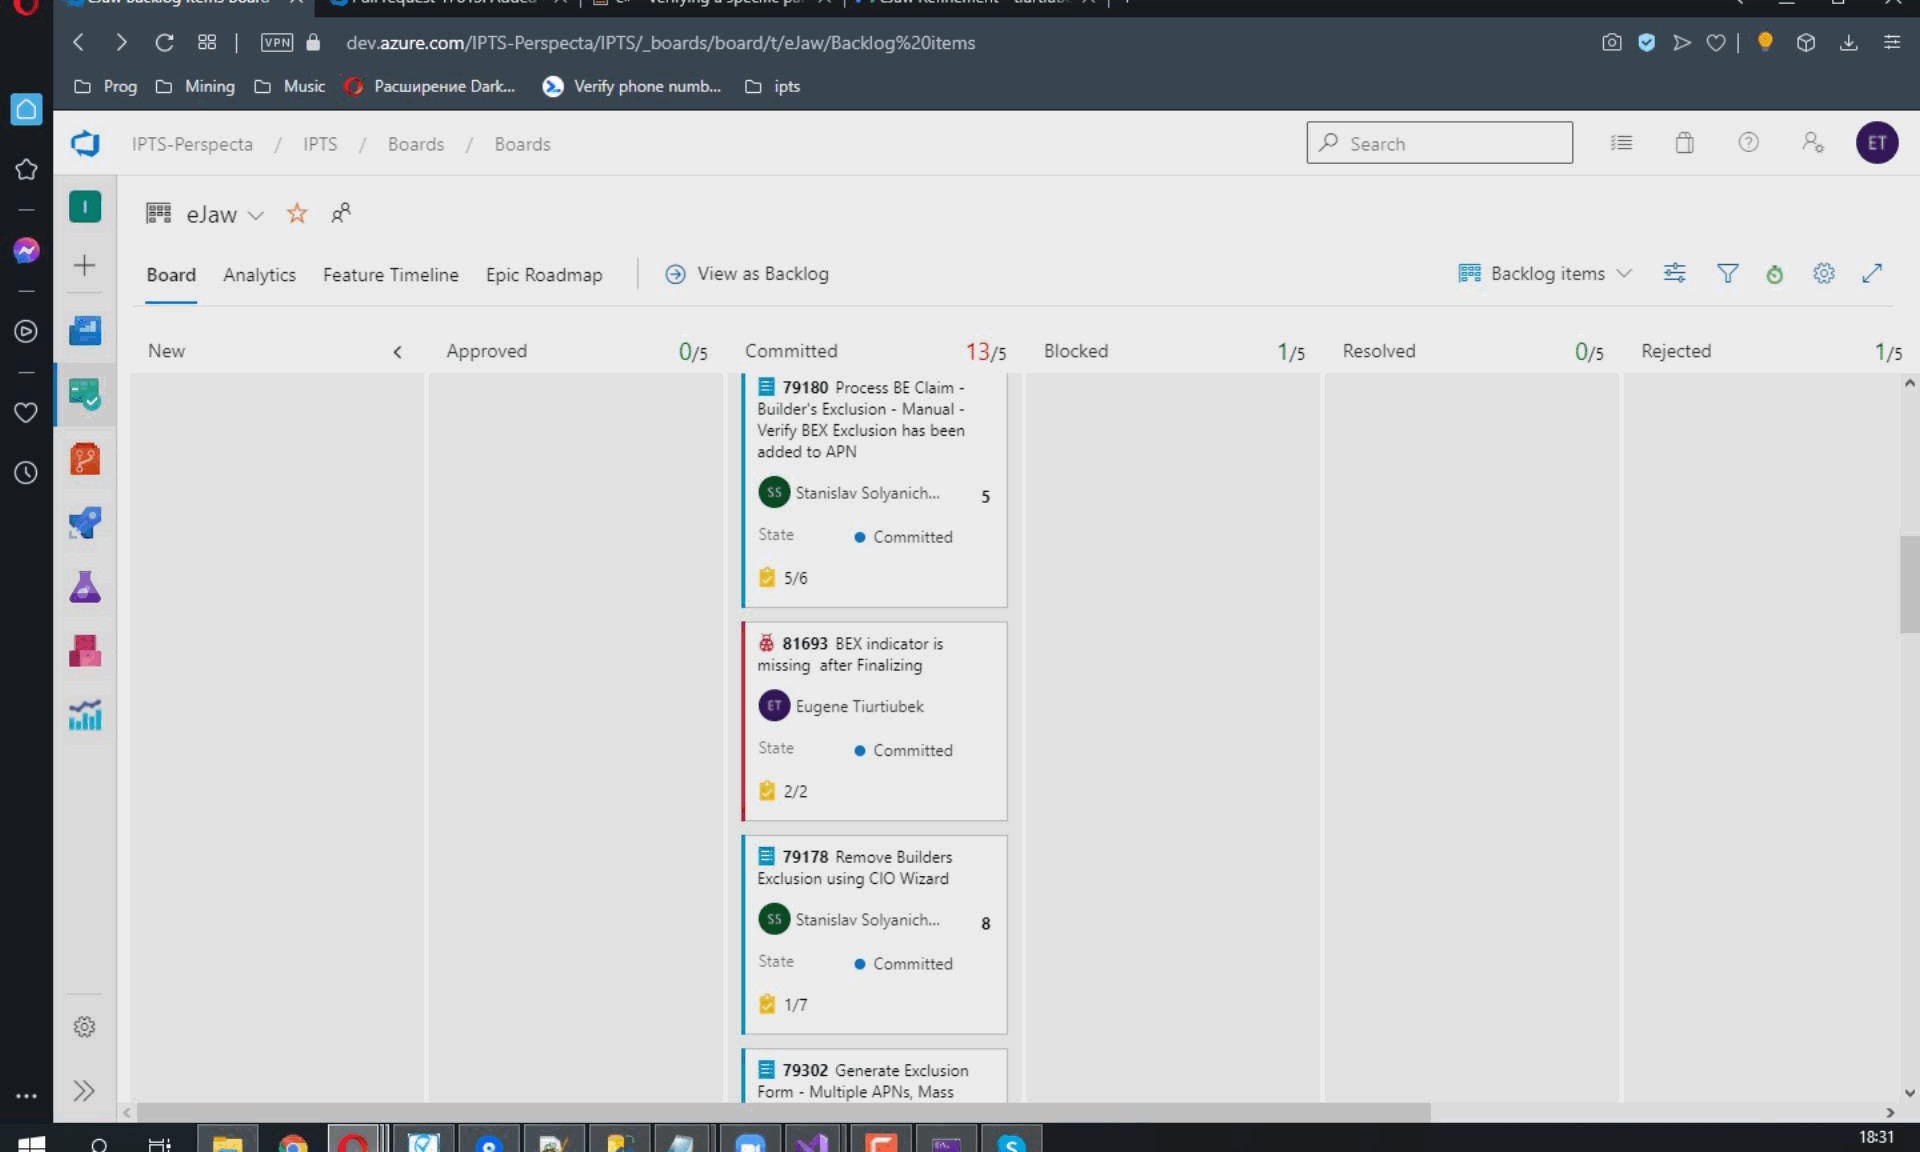 VPN
dev.azure.com/IPTS-Perspecta/IPTS/_boards/board/t/eJaw/Backlog%20items
Prog
Mining
Music
Расширение Dark...
Verify phone numb...
ipts
IPTS-Perspecta / IPTS / Boards / Boards
Search
ET
I
eJaw
Board
Analytics
Feature Timeline
Epic Roadmap
View as Backlog
Backlog items
New
Approved
0/5
Committed
13/5
Blocked
1/5
Resolved
0/5
Rejected
1/5
79180 Process BE Claim -
Builder's Exclusion - Manual -
Verify BEX Exclusion has been
added to APN
SS Stanislav Solyanich... 5
State Committed
5/6
81693 BEX indicator is
missing after Finalizing
ET Eugene Tiurtiubek
State Committed
2/2
79178 Remove Builders
Exclusion using CIO Wizard
SS Stanislav Solyanich... 8
State Committed
1/7
79302 Generate Exclusion
Form - Multiple APNs, Mass
18:31